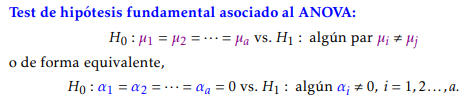 Test de hipótesis fundamental asociado al ANOVA:
H₀ : μ₁ = μ₂ = ⋯ = μₐ vs. H₁ : algún par μᵢ ≠ μⱼ
o de forma equivalente,
H₀ : α₁ = α₂ = ⋯ = αₐ = 0 vs. H₁ : algún αᵢ ≠ 0, i = 1, 2 . . . , a.